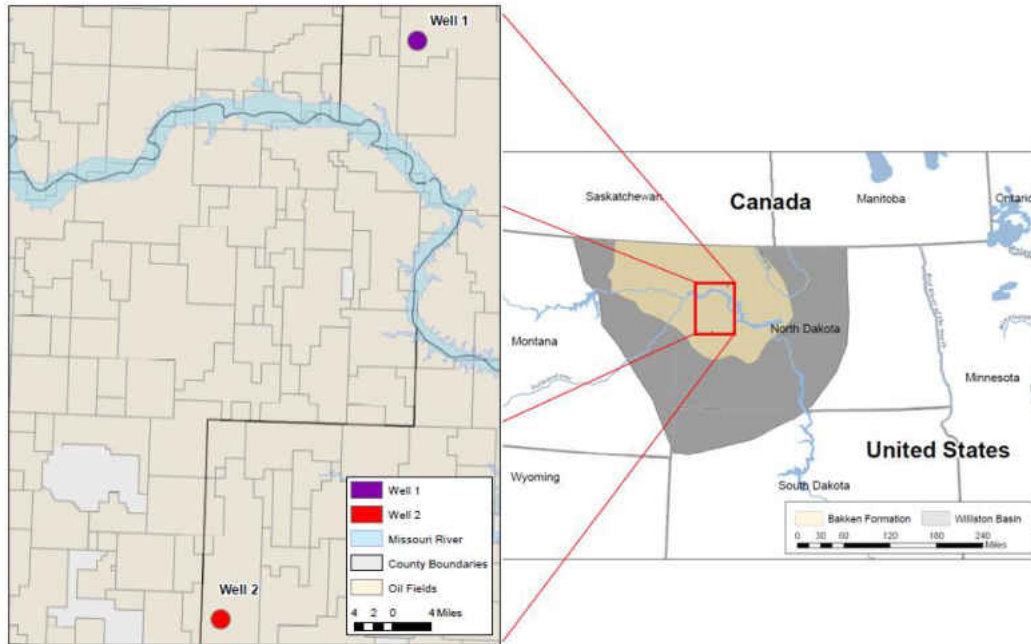 Well 1
Well 2
Well 1
Well 2
Missouri River
County Boundaries
Oil Fields
4 2 0 4 Miles
Saskatchewan
Canada
Manitoba
Ontario
Montana
North Dakota
Minnesota
Wyoming
United States
South Dakota
Bakken Formation
Williston Basin
0 30 60 120 180 240
Miles